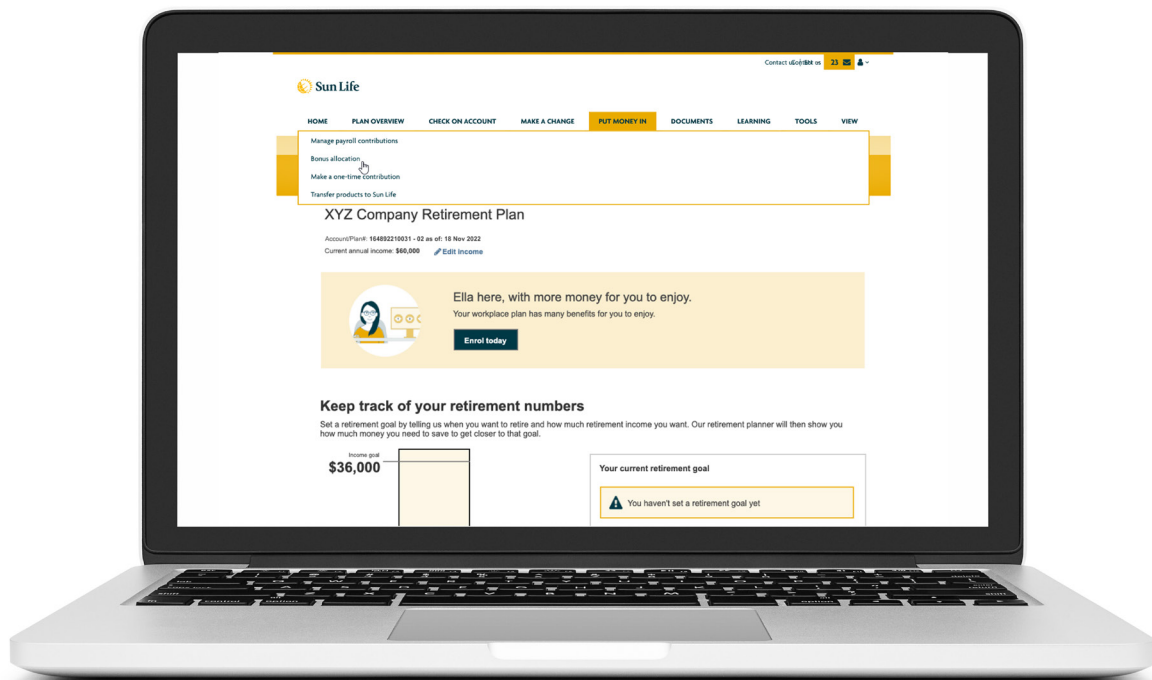 Contact us
23
Sun Life
HOME PLAN OVERVIEW CHECK ON ACCOUNT MAKE A CHANGE PUT MONEY IN DOCUMENTS LEARNING TOOLS VIEW
Manage payroll contributions
Bonus allocation
Make a one-time contribution
Transfer products to Sun Life
XYZ Company Retirement Plan
Account/Plan#: 164892210031 - 02 as of: 18 Nov 2022
Current annual income: $60,000 Edit income
Ella here, with more money for you to enjoy.
Your workplace plan has many benefits for you to enjoy.
Enrol today
Keep track of your retirement numbers
Set a retirement goal by telling us when you want to retire and how much retirement income you want. Our retirement planner will then show you
how much money you need to save to get closer to that goal.
Income goal
$36,000
Your current retirement goal
You haven't set a retirement goal yet